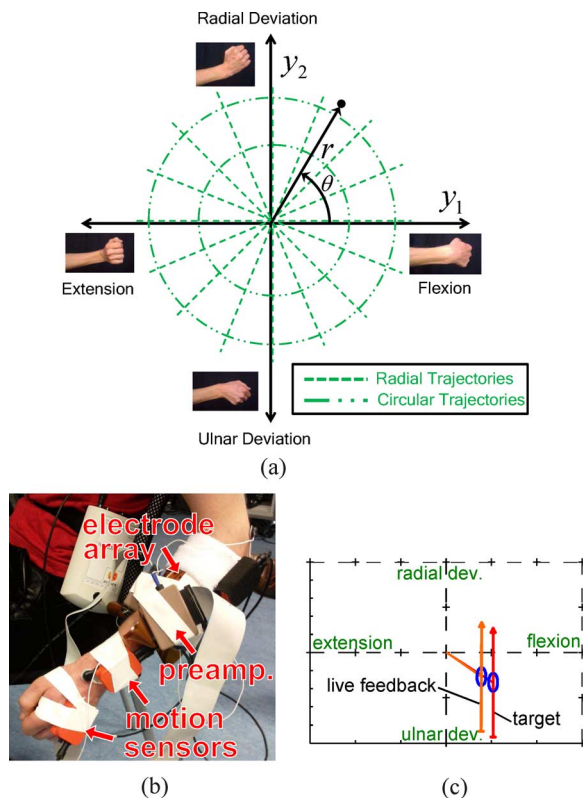 Radial Deviation
y2
r
θ
y1
Extension
Flexion
Radial Trajectories
Circular Trajectories
Ulnar Deviation
(a)
electrode
array
preamp.
motion
sensors
(b)
radial dev.
extension
flexion
live feedback
target
ulnar dev.
(c)